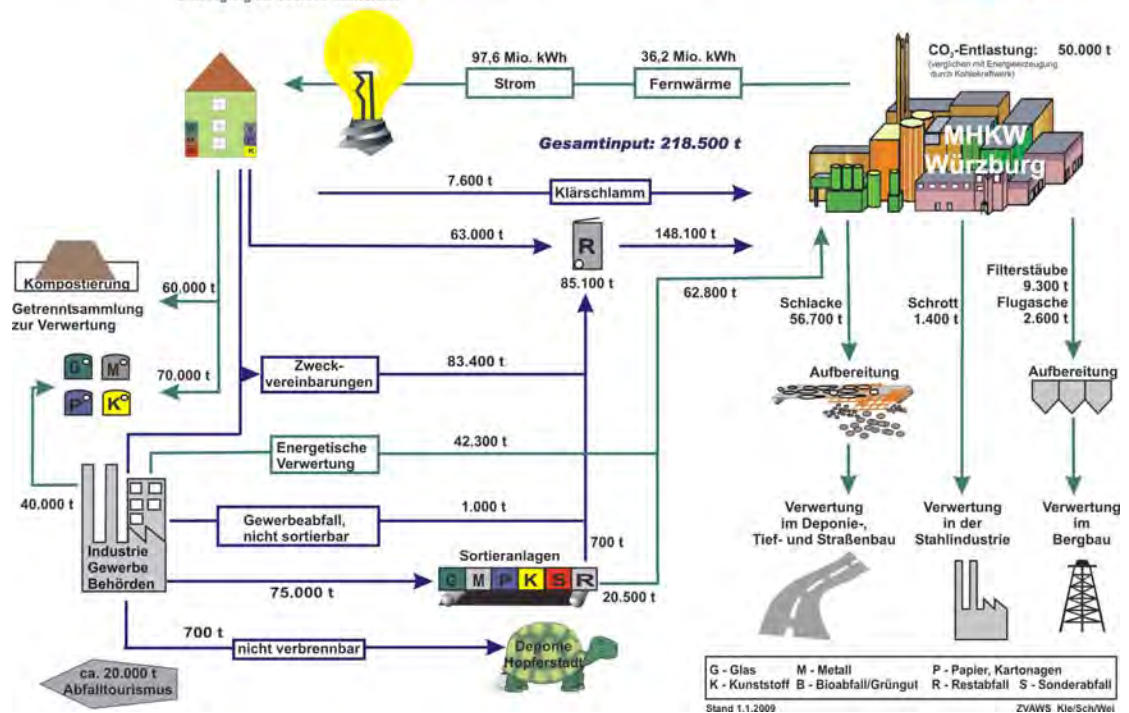 CO₂-Entlastung: 50.000 t
(verglichen mit Energieerzeugung
durch Kohlekraftwerk)
97,6 Mio. kWh
36,2 Mio. kWh
Strom
Fernwärme
MHKW
Würzburg
Gesamtinput: 218.500 t
K
7.600 t
Klärschlamm
63.000 t
R
148.100 t
85.100 t
62.800 t
Kompostierung
60.000 t
Getrenntsammlung
zur Verwertung
G
M
P
K
70.000 t
Schlacke
56.700 t
Schrott
1.400 t
Filterstäube
9.300 t
Flugasche
2.600 t
Zweck-
vereinbarungen
83.400 t
Aufbereitung
Aufbereitung
Energetische
Verwertung
42.300 t
40.000 t
Gewerbeabfall,
nicht sortierbar
1.000 t
700 t
Industrie
Gewerbe
Behörden
Sortieranlagen
G M P K S R
75.000 t
20.500 t
Verwertung
im Deponie-,
Tief- und Straßenbau
Verwertung
in der
Stahlindustrie
Verwertung
im
Bergbau
700 t
nicht verbrennbar
Deponie
Hopferstadt
ca. 20.000 t
Abfalltourismus
G - Glas M - Metall P - Papier, Kartonagen
K - Kunststoff B - Bioabfall/Grüngut R - Restabfall S - Sonderabfall
Stand 1.1.2009
ZVAWS Kle/Sch/Wei